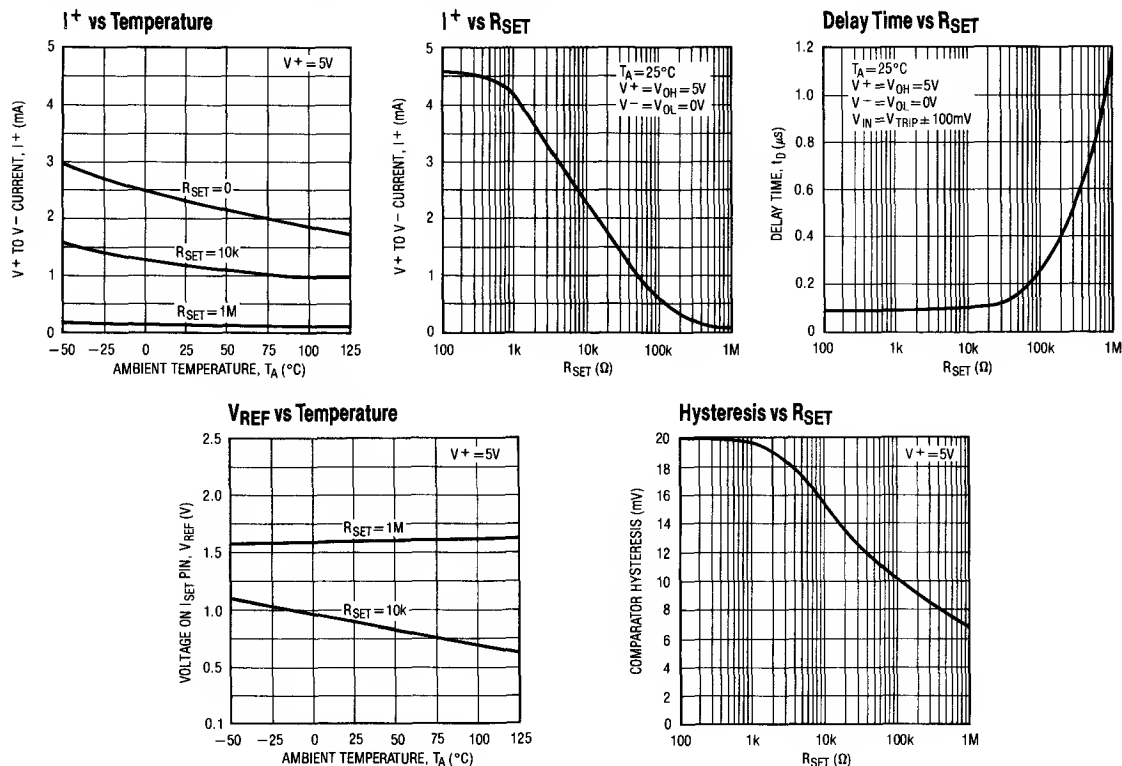 I+ vs Temperature
5
4
3
2
1
0
V+ TO V− CURRENT, I+ (mA)
V+=5V
RSET=0
RSET=10k
RSET=1M
−50 −25 0 25 50 75 100 125
AMBIENT TEMPERATURE, TA (°C)
I+ vs RSET
5
4
3
2
1
0
V+ TO V− CURRENT, I+ (mA)
TA=25°C
V+=VOH=5V
V−=VOL=0V
100 1k 10k 100k 1M
RSET (Ω)
Delay Time vs RSET
1.2
1.0
0.8
0.6
0.4
0.2
0
DELAY TIME, tD (μs)
TA=25°C
V+=VOH=5V
V−=VOL=0V
VIN=VTRIP±100mV
100 1k 10k 100k 1M
RSET (Ω)
VREF vs Temperature
2.5
2.0
1.5
1.0
0.5
0.1
VOLTAGE ON ISET PIN, VREF (V)
V+=5V
RSET=1M
RSET=10k
−50 −25 0 25 50 75 100 125
AMBIENT TEMPERATURE, TA (°C)
Hysteresis vs RSET
20
18
16
14
12
10
8
6
4
2
0
COMPARATOR HYSTERESIS (mV)
V+=5V
100 1k 10k 100k 1M
RSET (Ω)